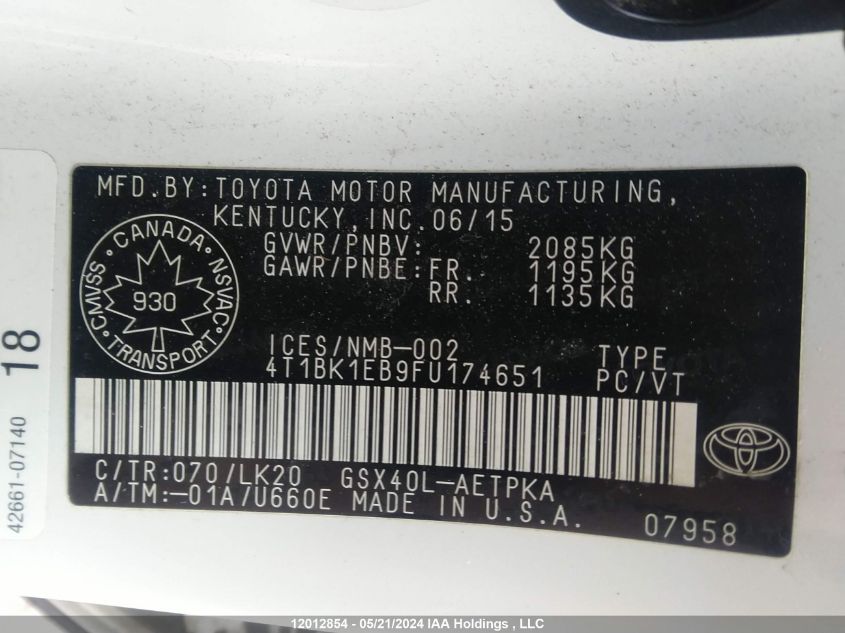 MFD.BY:TOYOTA MOTOR MANUFACTURING,
KENTUCKY,INC.06/15
GVWR/PNBV: 2085KG
GAWR/PNBE:FR. 1195KG
RR. 1135KG
CANADA
CMVSS
NSVAC
930
TRANSPORT
ICES/NMB-002 TYPE
4T1BK1EB9FU174651 PC/VT
C/TR:070/LK20 GSX40L-AETPKA
A/TM:-01A/U660E MADE IN U.S.A.
07958
18
42661-07140
12012854 - 05/21/2024 IAA Holdings , LLC